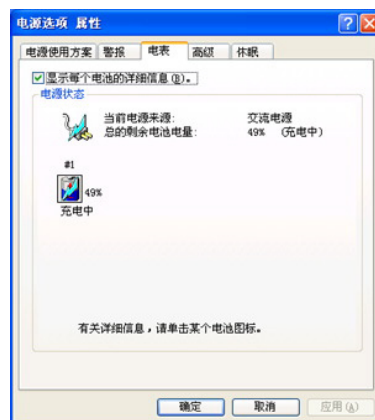 电源选项 属性
电源使用方案 警报 电表 高级 休眠
显示每个电池的详细信息(B)。
电源状态
当前电源来源: 交流电源
总的剩余电池电量: 49% (充电中)
#1
49%
充电中
有关详细信息，请单击某个电池图标。
确定 取消 应用(A)